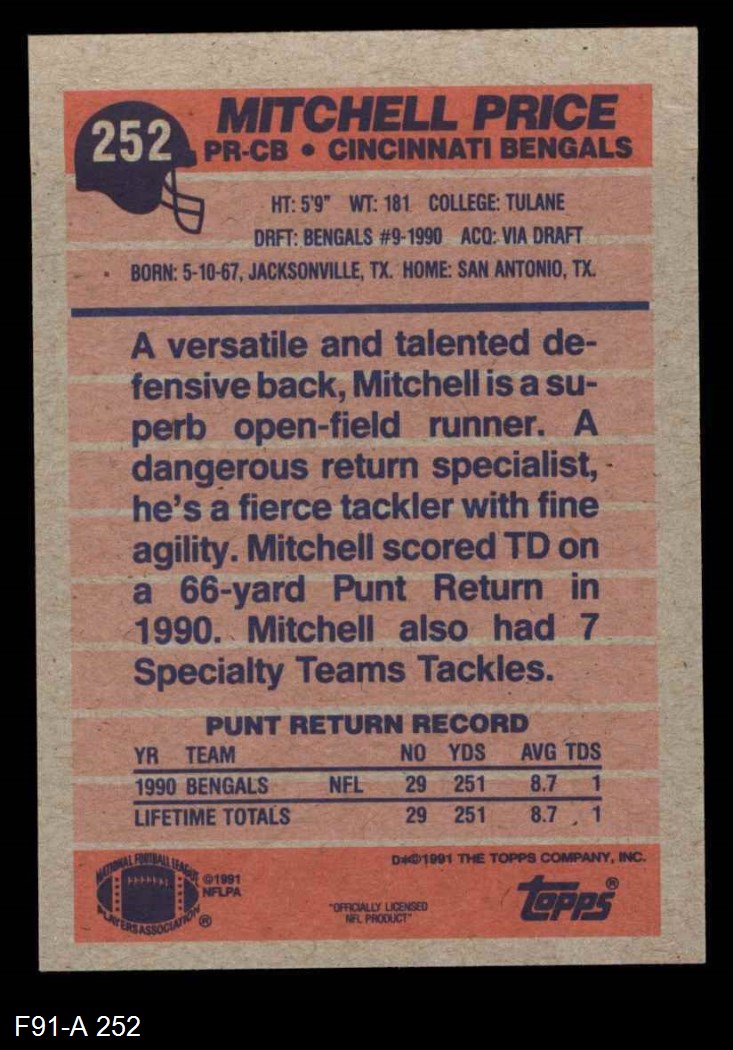 252
MITCHELL PRICE
PR-CB • CINCINNATI BENGALS
HT: 5'9" WT: 181 COLLEGE: TULANE
DRFT: BENGALS #9-1990 ACQ: VIA DRAFT
BORN: 5-10-67, JACKSONVILLE, TX. HOME: SAN ANTONIO, TX.
A versatile and talented de-
fensive back, Mitchell is a su-
perb open-field runner. A
dangerous return specialist,
he's a fierce tackler with fine
agility. Mitchell scored TD on
a 66-yard Punt Return in
1990. Mitchell also had 7
Specialty Teams Tackles.
PUNT RETURN RECORD
YR TEAM NO YDS AVG TDS
1990 BENGALS NFL 29 251 8.7 1
LIFETIME TOTALS 29 251 8.7 1
NATIONAL FOOTBALL LEAGUE
PLAYERS ASSOCIATION ®
©1991
NFLPA
"OFFICIALLY LICENSED
NFL PRODUCT"
D*©1991 THE TOPPS COMPANY, INC.
topps®
F91-A 252